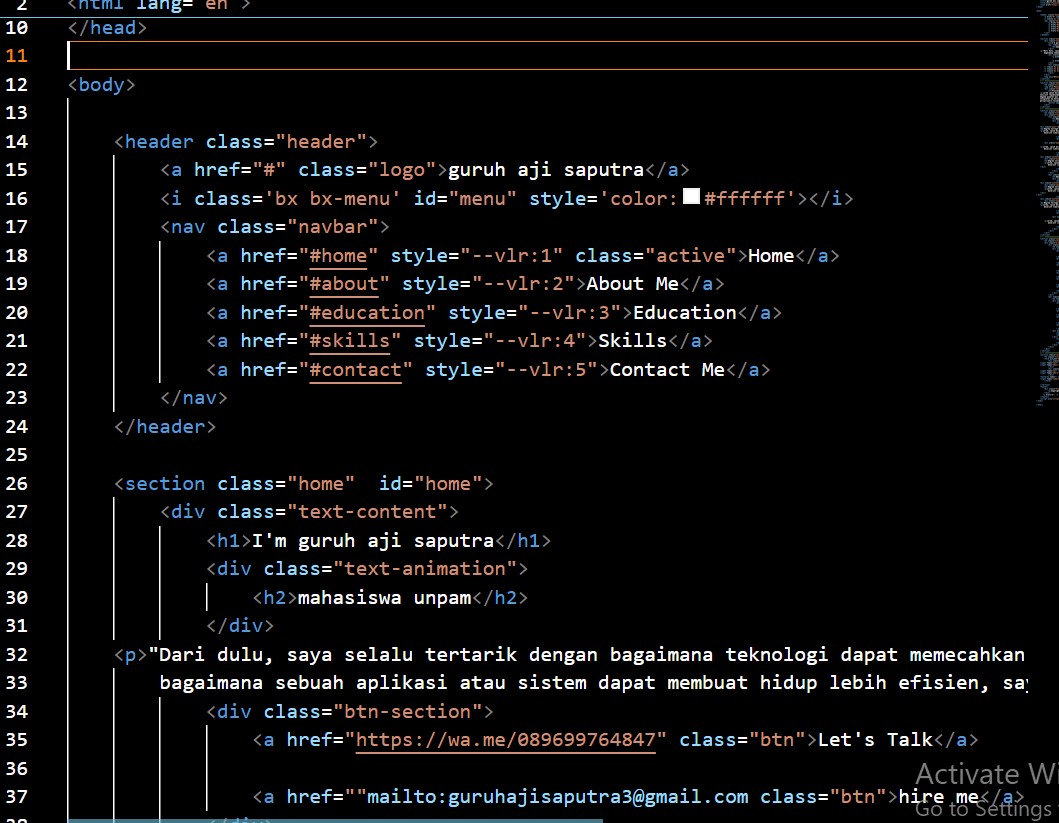 2 <html lang="en">
10 </head>
11
12 <body>
13
14 <header class="header">
15 <a href="#" class="logo">guruh aji saputra</a>
16 <i class='bx bx-menu' id="menu" style='color:#ffffff'></i>
17 <nav class="navbar">
18 <a href="#home" style="--vlr:1" class="active">Home</a>
19 <a href="#about" style="--vlr:2">About Me</a>
20 <a href="#education" style="--vlr:3">Education</a>
21 <a href="#skills" style="--vlr:4">Skills</a>
22 <a href="#contact" style="--vlr:5">Contact Me</a>
23 </nav>
24 </header>
25
26 <section class="home"  id="home">
27 <div class="text-content">
28 <h1>I'm guruh aji saputra</h1>
29 <div class="text-animation">
30 <h2>mahasiswa unpam</h2>
31 </div>
32 <p>"Dari dulu, saya selalu tertarik dengan bagaimana teknologi dapat memecahkan
33 bagaimana sebuah aplikasi atau sistem dapat membuat hidup lebih efisien,
34 <div class="btn-section">
35 <a href="https://wa.me/089699764847" class="btn">Let's Talk</a>
36
Activate
37 <a href=""mailto:guruhajisaputra3@gmail.com class="btn">hire me</a>
Go to Settings
38 </div>